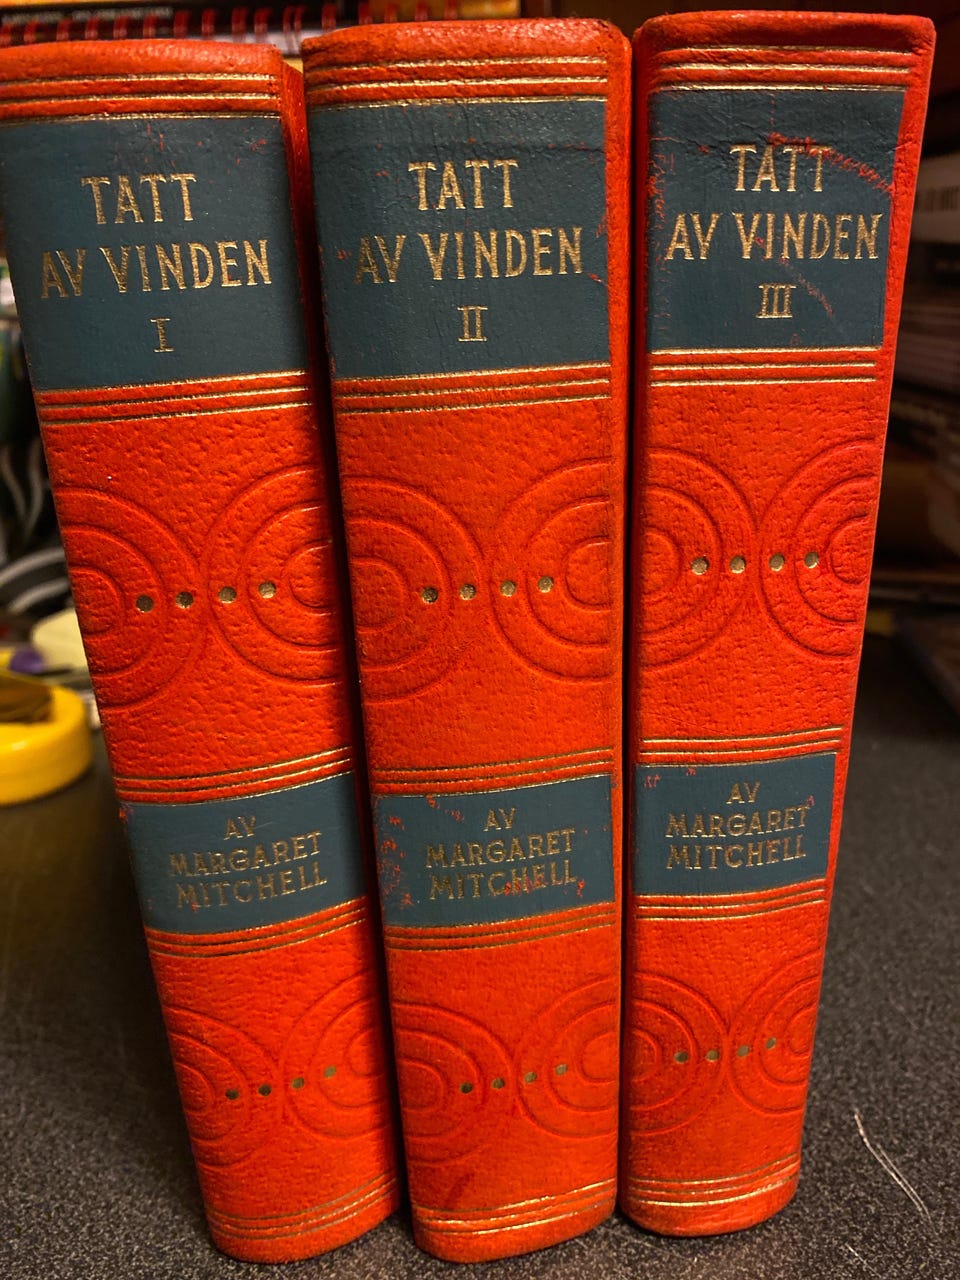 TATT
AV VINDEN
I
AV
MARGARET
MITCHELL
TATT
AV VINDEN
II
AV
MARGARET
MITCHELL
TATT
AV VINDEN
III
AV
MARGARET
MITCHELL